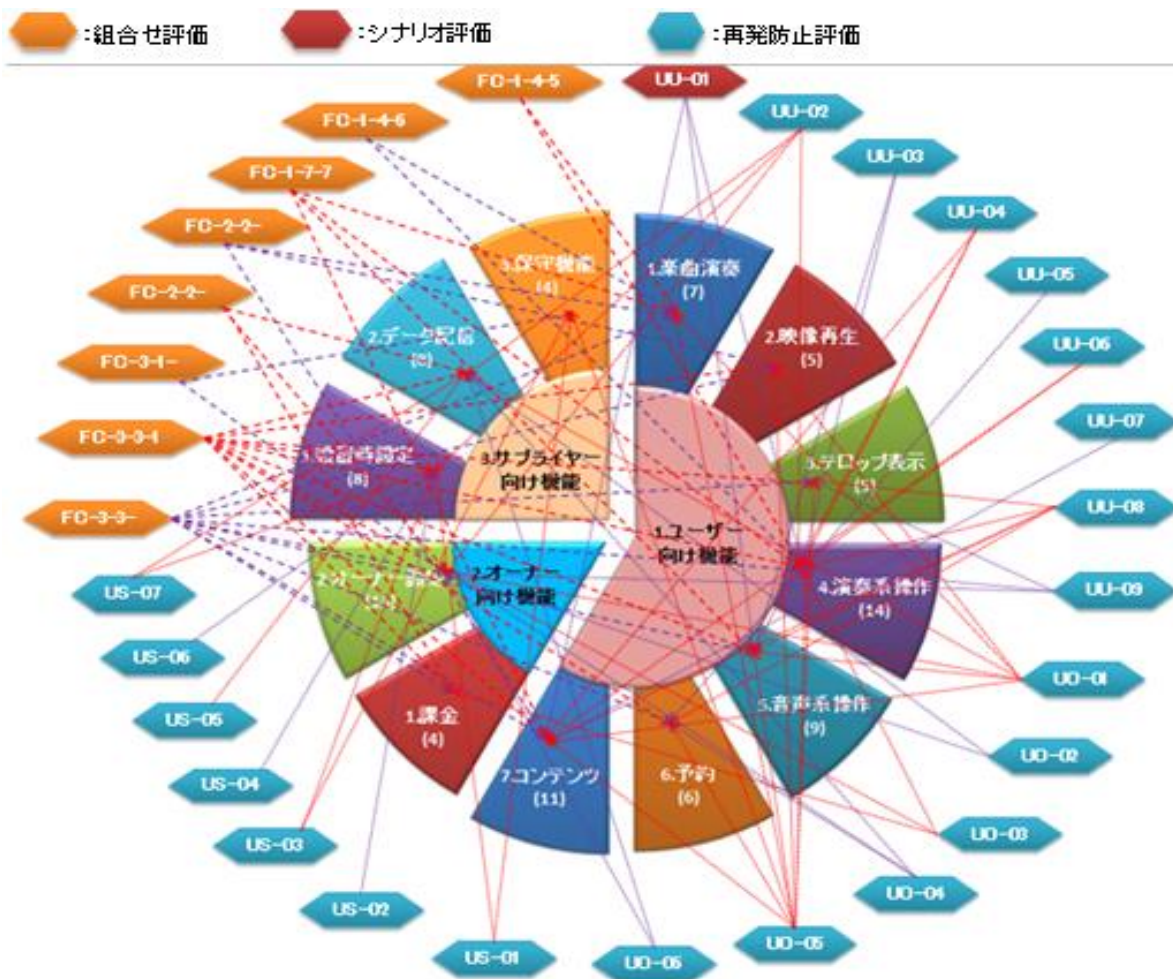 :組合せ評価
:シナリオ評価
:再発防止評価
FC-1-4-5
UU-01
FC-1-4-6
UU-02
FC-1-7-7
UU-03
FC-2-2-
UU-04
FC-2-2-
UU-05
FC-3-1-
UU-06
FC-3-3-1
UU-07
FC-3-3-
UU-08
UU-09
UO-01
UO-02
UO-03
UO-04
UO-05
UO-06
US-01
US-02
US-03
US-04
US-05
US-06
US-07
3.保守機能
(4)
1.楽曲演奏
(7)
2.データ配信
2.映像再生
(5)
(8)
3.テロップ表示
(5)
3.サプライヤー
向け機能
1.ユーザー
向け機能
2.オーナー
向け機能
4.演奏系操作
(14)
5.音声系操作
(9)
1.課金
(4)
7.コンテンツ
(11)
6.予約
(6)